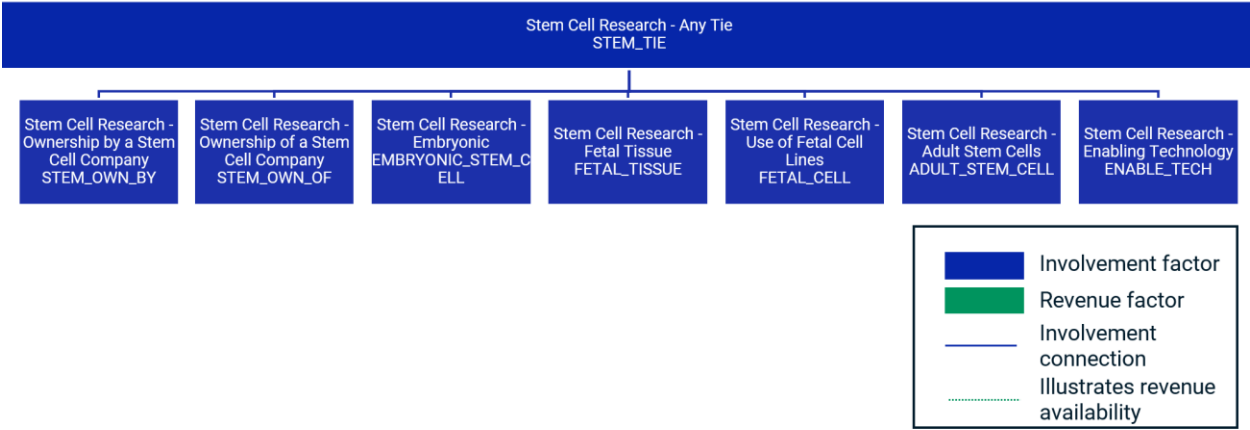 Stem Cell Research - Any Tie
STEM_TIE
Stem Cell Research -
Ownership by a Stem
Cell Company
STEM_OWN_BY
Stem Cell Research -
Ownership of a Stem
Cell Company
STEM_OWN_OF
Stem Cell Research -
Embryonic
EMBRYONIC_STEM_C
ELL
Stem Cell Research -
Fetal Tissue
FETAL_TISSUE
Stem Cell Research -
Use of Fetal Cell
Lines
FETAL_CELL
Stem Cell Research -
Adult Stem Cells
ADULT_STEM_CELL
Stem Cell Research -
Enabling Technology
ENABLE_TECH
Involvement factor
Revenue factor
Involvement
connection
Illustrates revenue
availability